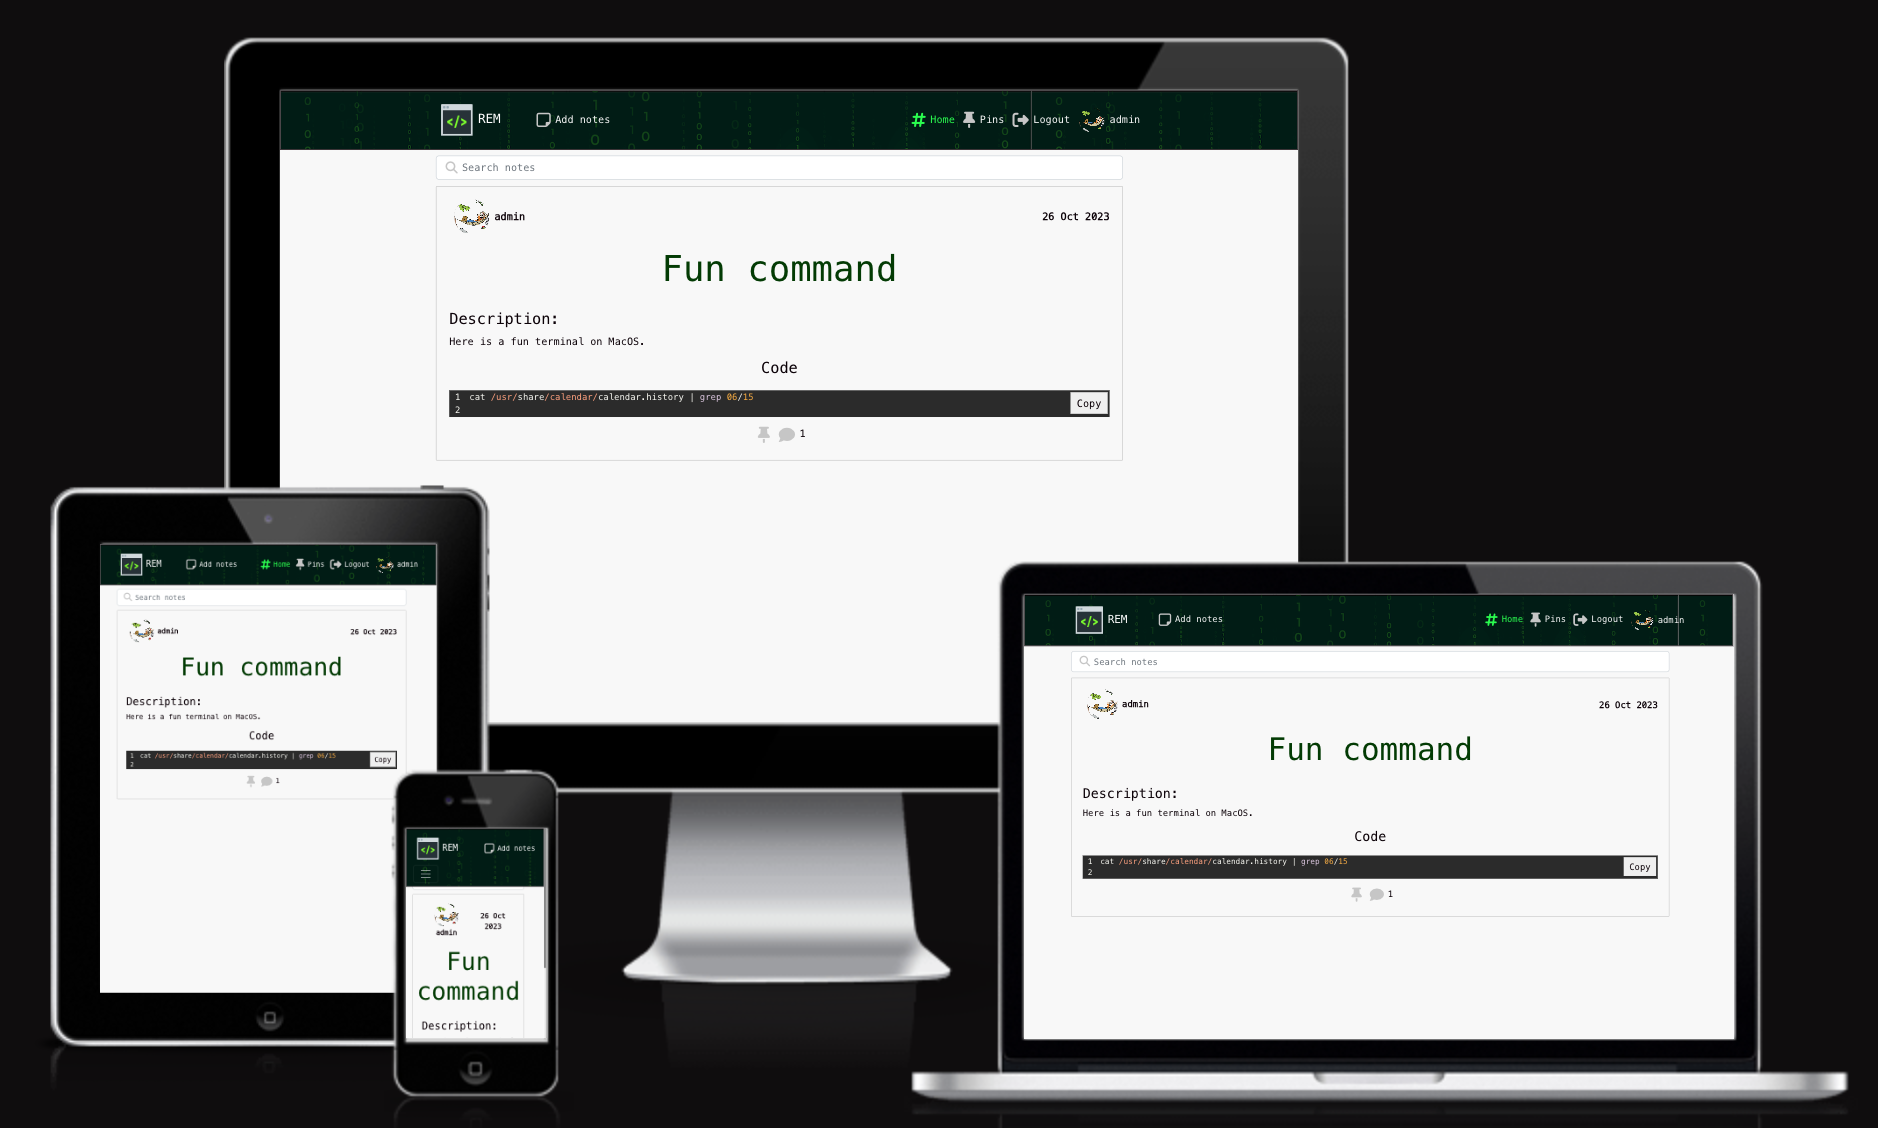 REM Add notes Home Pins Logout admin
Search notes
admin 26 Oct 2023
Fun command
Description:
Here is a fun terminal on MacOS.
Code
1 cat /usr/share/calendar/calendar.history | grep 06/15 Copy
2
1
REM Add notes Home Pins Logout admin
Search notes
admin 26 Oct 2023
Fun command
Description:
Here is a fun terminal on MacOS.
Code
1 cat /usr/share/calendar/calendar.history | grep 06/15 Copy
2
1
REM Add notes
26 Oct
2023
admin
Fun
command
Description:
REM Add notes Home Pins Logout admin
Search notes
admin 26 Oct 2023
Fun command
Description:
Here is a fun terminal on MacOS.
Code
1 cat /usr/share/calendar/calendar.history | grep 06/15 Copy
2
1